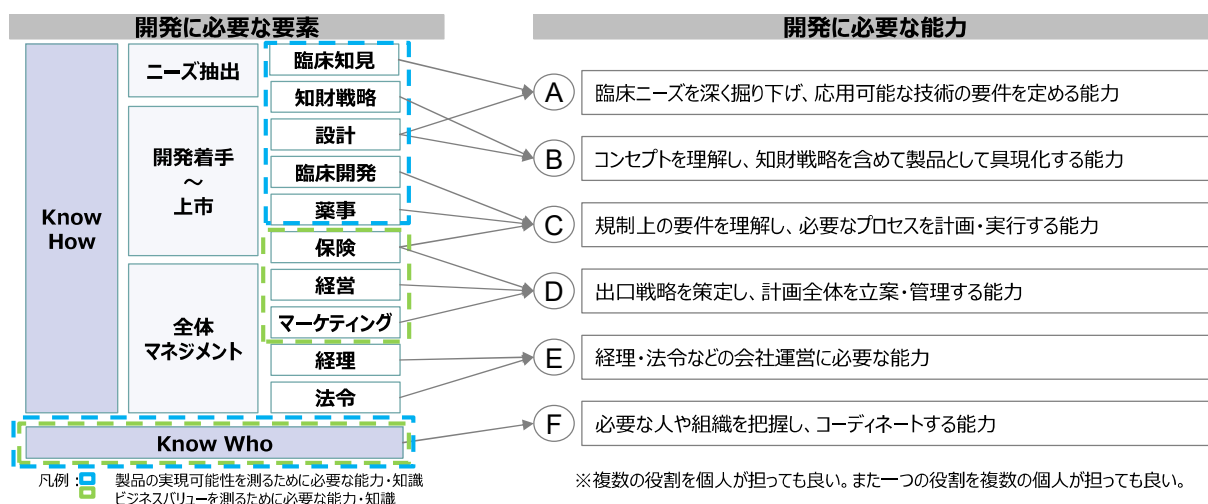 開発に必要な要素
開発に必要な能力
Know
How
ニーズ抽出
開発着手
～
上市
全体
マネジメント
臨床知見
知財戦略
設計
臨床開発
薬事
保険
経営
マーケティング
経理
法令
Know Who
A
臨床ニーズを深く掘り下げ、応用可能な技術の要件を定める能力
B
コンセプトを理解し、知財戦略を含めて製品として具現化する能力
C
規制上の要件を理解し、必要なプロセスを計画・実行する能力
D
出口戦略を策定し、計画全体を立案・管理する能力
E
経理・法令などの会社運営に必要な能力
F
必要な人や組織を把握し、コーディネートする能力
凡例：
製品の実現可能性を測るために必要な能力・知識
ビジネスバリューを測るために必要な能力・知識
※複数の役割を個人が担っても良い。また一つの役割を複数の個人が担っても良い。